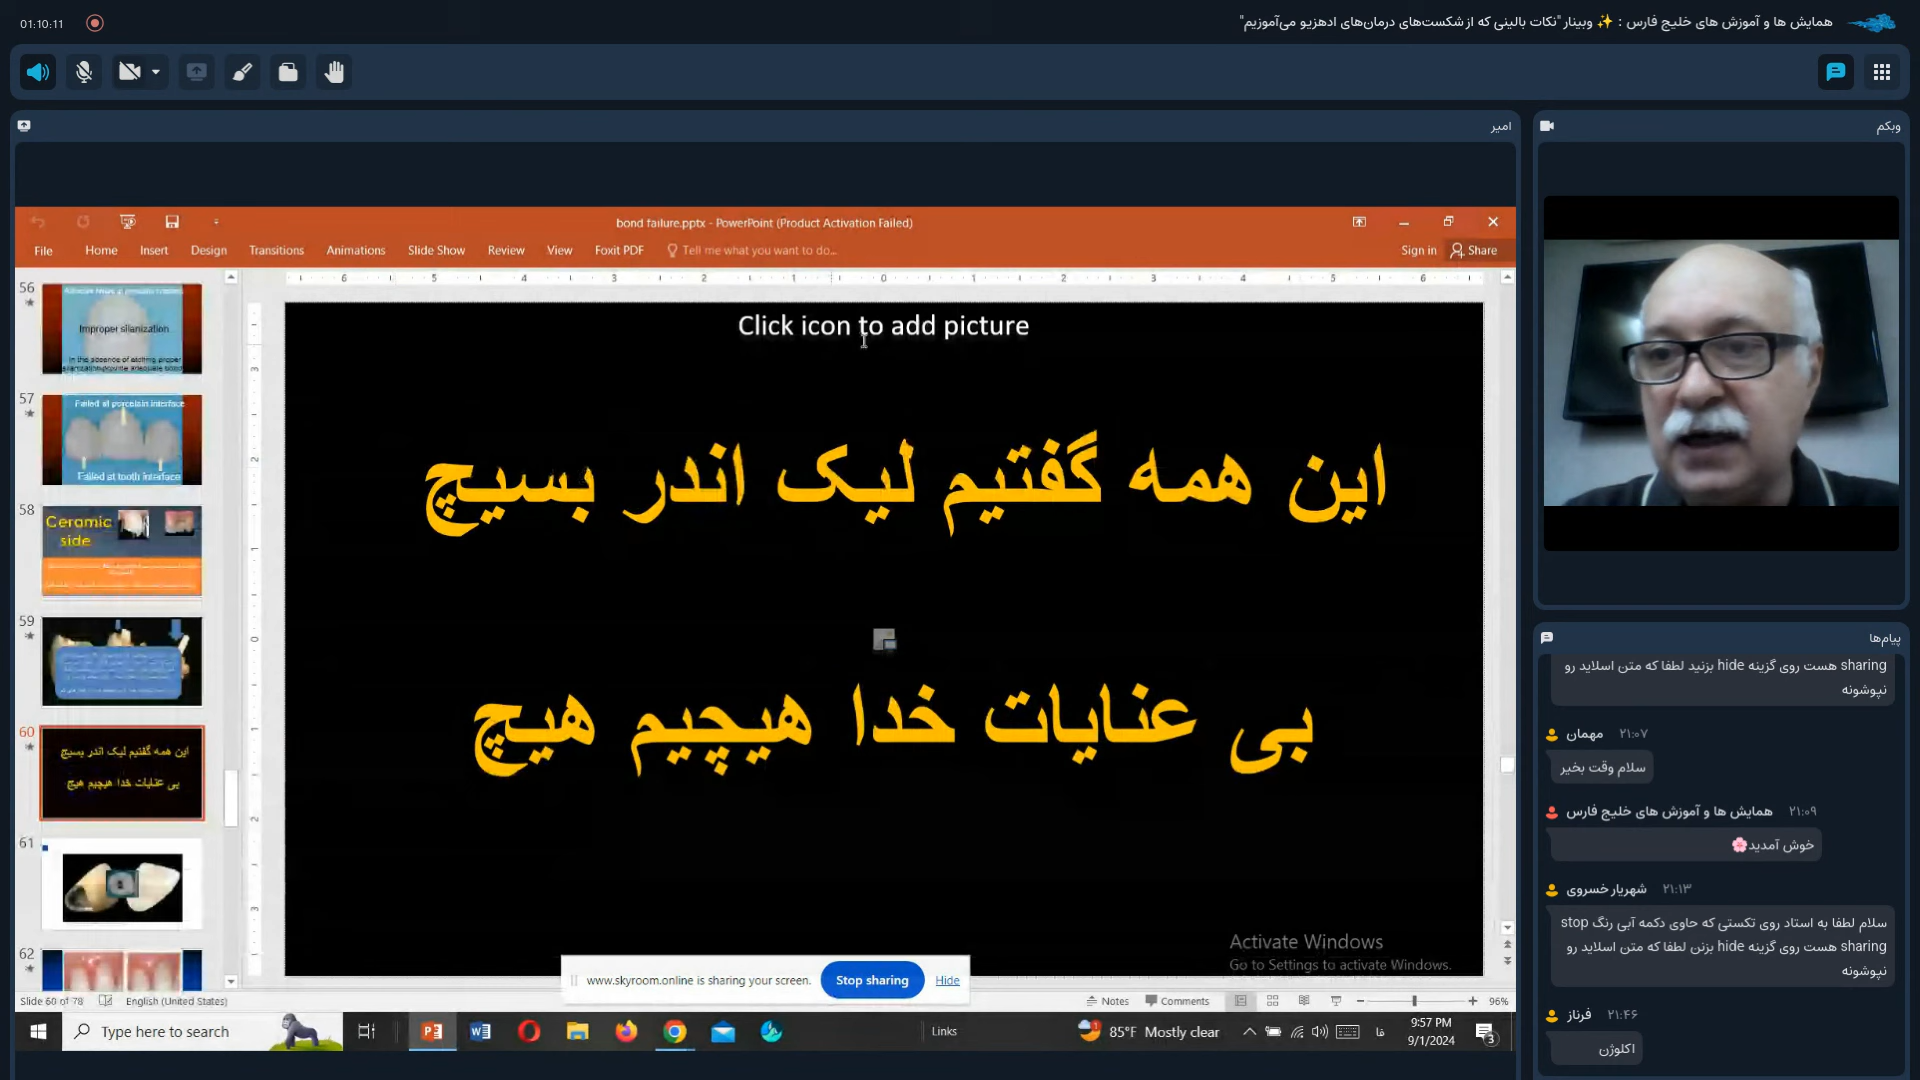 01:10:11
همایش ها و آموزش های خلیج فارس : ✨ وبینار "نکات بالینی که از شکست‌های درمان‌های ادهزیو می‌آموزیم"
امیر
وبکم
bond failure.pptx - PowerPoint (Product Activation Failed)
File Home Insert Design Transitions Animations Slide Show Review View Foxit PDF Tell me what you want to do...
Sign in Share
56
Improper silanization
In the absence of etching proper
57
Failed at porcelain interface
Failed at tooth interface
58
Ceramic
side
59
60
این همه گفتیم لیک اندر بسیچ
بی عنایات خدا هیچیم هیچ
61
62
Click icon to add picture
این همه گفتیم لیک اندر بسیچ
بی عنایات خدا هیچیم هیچ
Activate Windows
Go to Settings to activate Windows.
www.skyroom.online is sharing your screen. Stop sharing Hide
Slide 60 of 78 English (United States)
Notes Comments 96%
Type here to search
Links
85°F Mostly clear
فا
9:57 PM
9/1/2024
3
پیام‌ها
sharing هست روی گزینه hide بزنید لطفا که متن اسلاید رو
نپوشونه
مهمان ۲۱:۰۷
سلام وقت بخیر
همایش ها و آموزش های خلیج فارس ۲۱:۰۹
خوش آمدید🌸
شهریار خسروی ۲۱:۱۳
سلام لطفا به استاد روی تکستی که حاوی دکمه آبی رنگ stop
sharing هست روی گزینه hide بزنن لطفا که متن اسلاید رو
نپوشونه
فرناز ۲۱:۴۶
اکلوژن